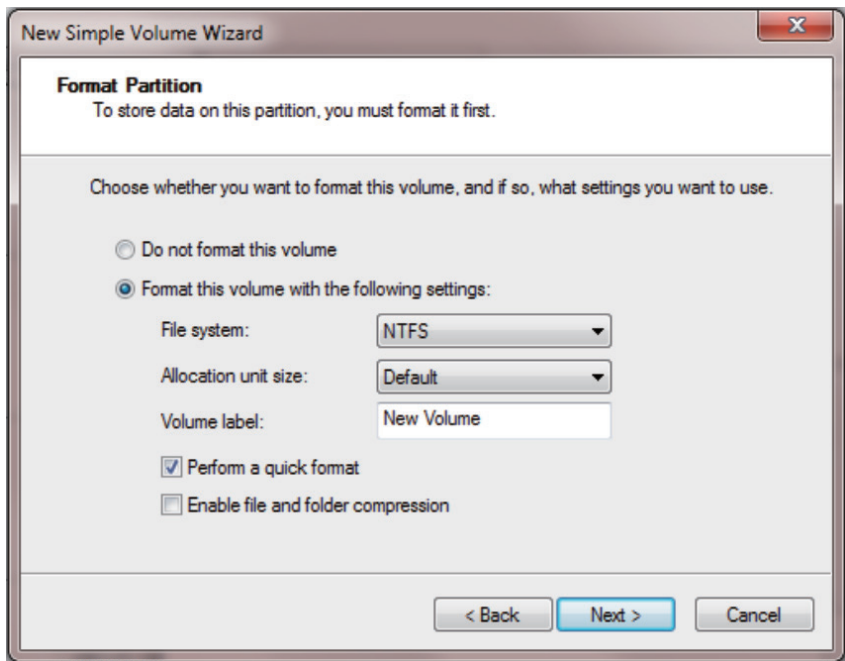 New Simple Volume Wizard
Format Partition
To store data on this partition, you must format it first.
Choose whether you want to format this volume, and if so, what settings you want to use.
Do not format this volume
Format this volume with the following settings:
File system: NTFS
Allocation unit size: Default
Volume label: New Volume
Perform a quick format
Enable file and folder compression
< Back Next > Cancel